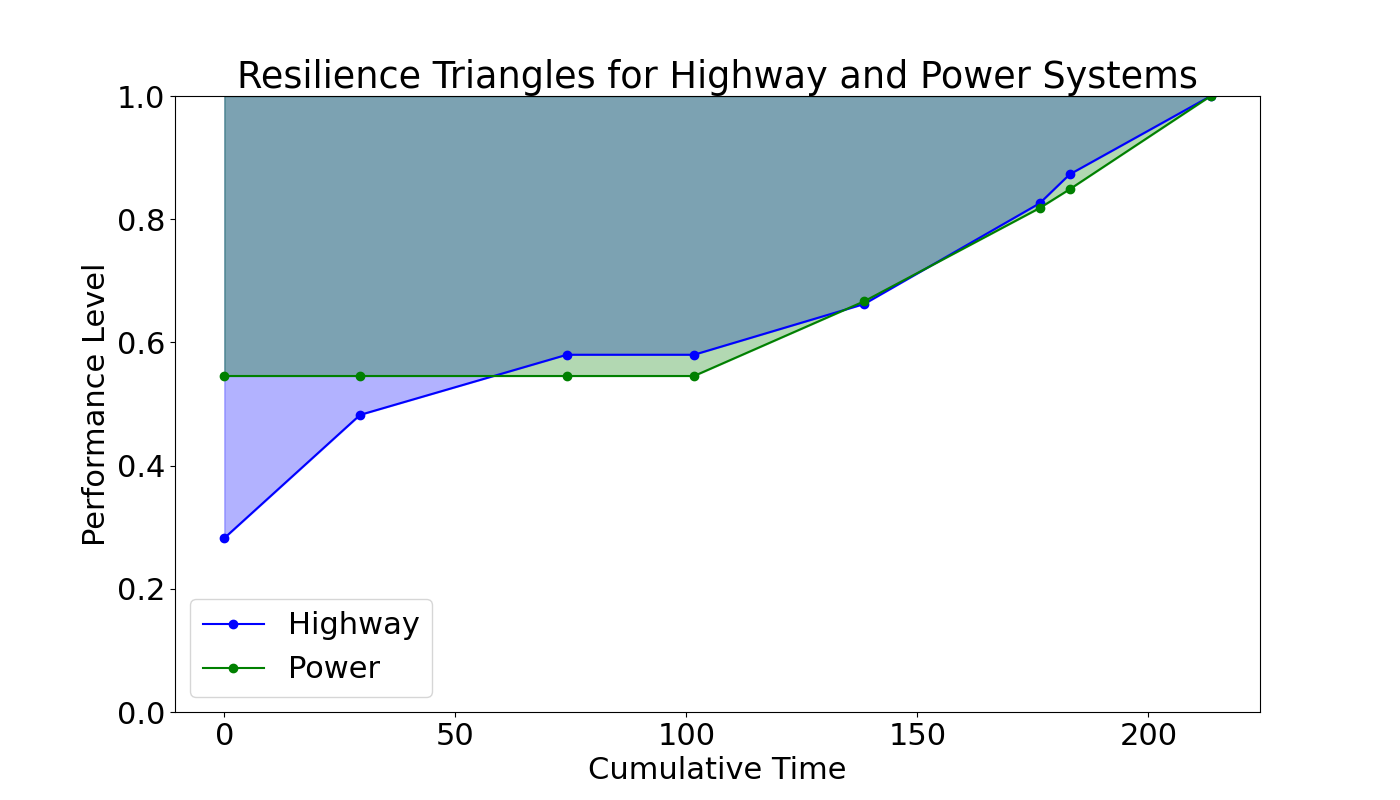 Resilience Triangles for Highway and Power Systems
1.0
0.8
0.6
0.4
0.2
0.0
Performance Level
Highway
Power
0 50 100 150 200
Cumulative Time